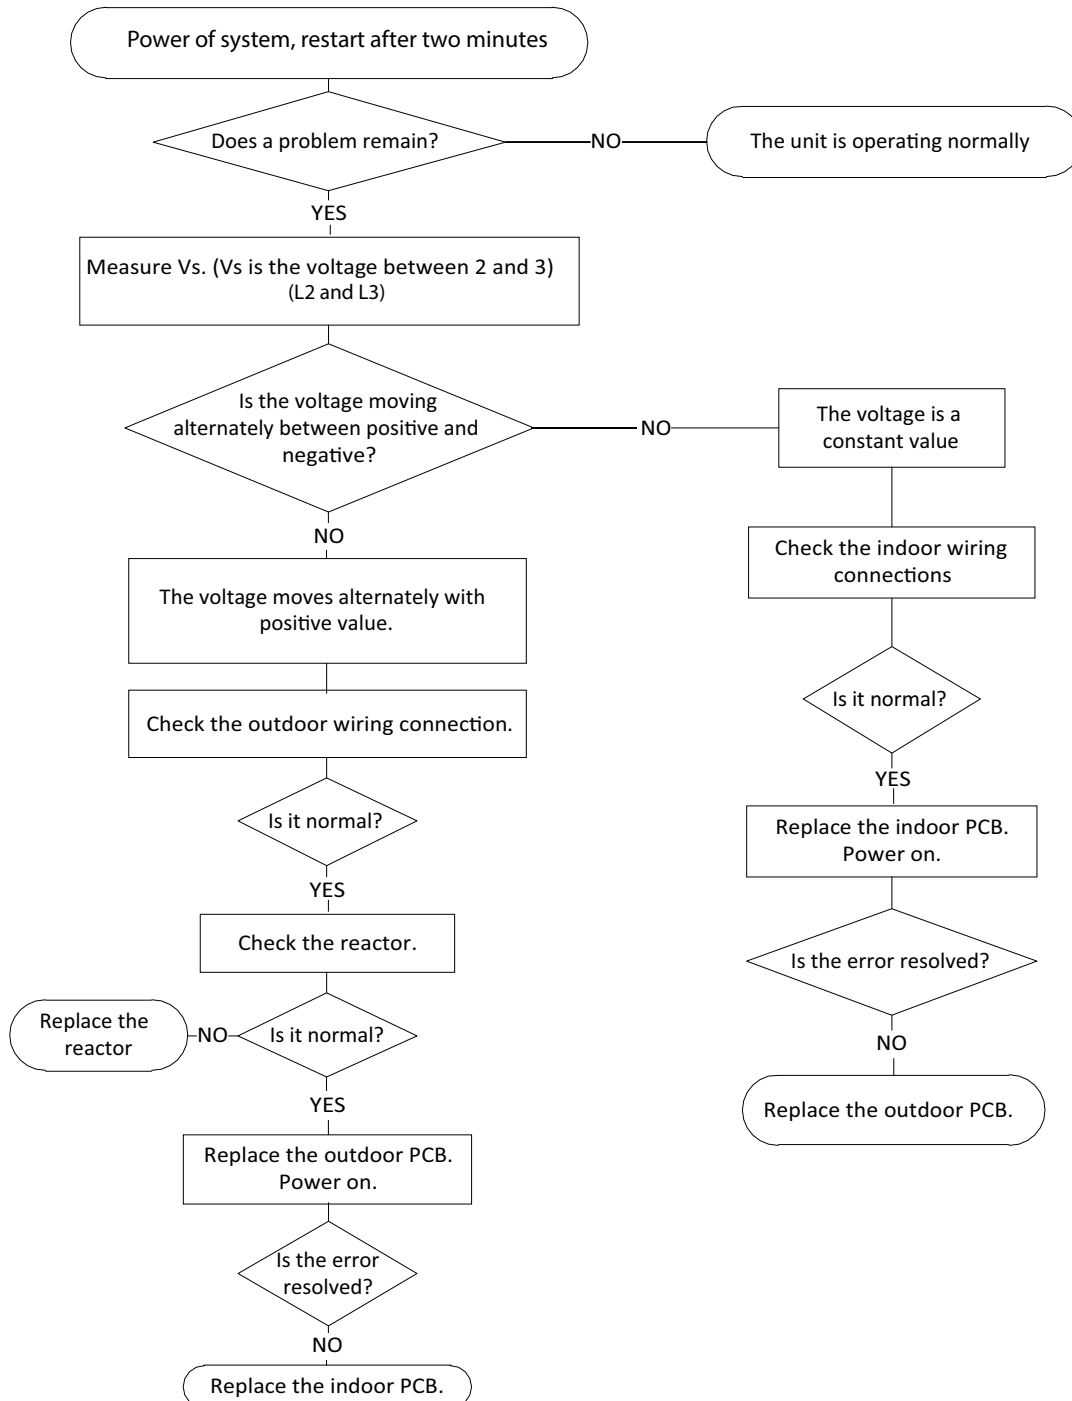 Power of system, restart after two minutes
Does a problem remain?
NO
The unit is operating normally
YES
Measure Vs. (Vs is the voltage between 2 and 3)
(L2 and L3)
Is the voltage moving
alternately between positive and
negative?
NO
The voltage is a
constant value
NO
The voltage moves alternately with
positive value.
Check the outdoor wiring connection.
Is it normal?
YES
Check the reactor.
Is it normal?
NO
Replace the
reactor
YES
Replace the outdoor PCB.
Power on.
Is the error
resolved?
NO
Replace the indoor PCB.
Check the indoor wiring
connections
Is it normal?
YES
Replace the indoor PCB.
Power on.
Is the error resolved?
NO
Replace the outdoor PCB.